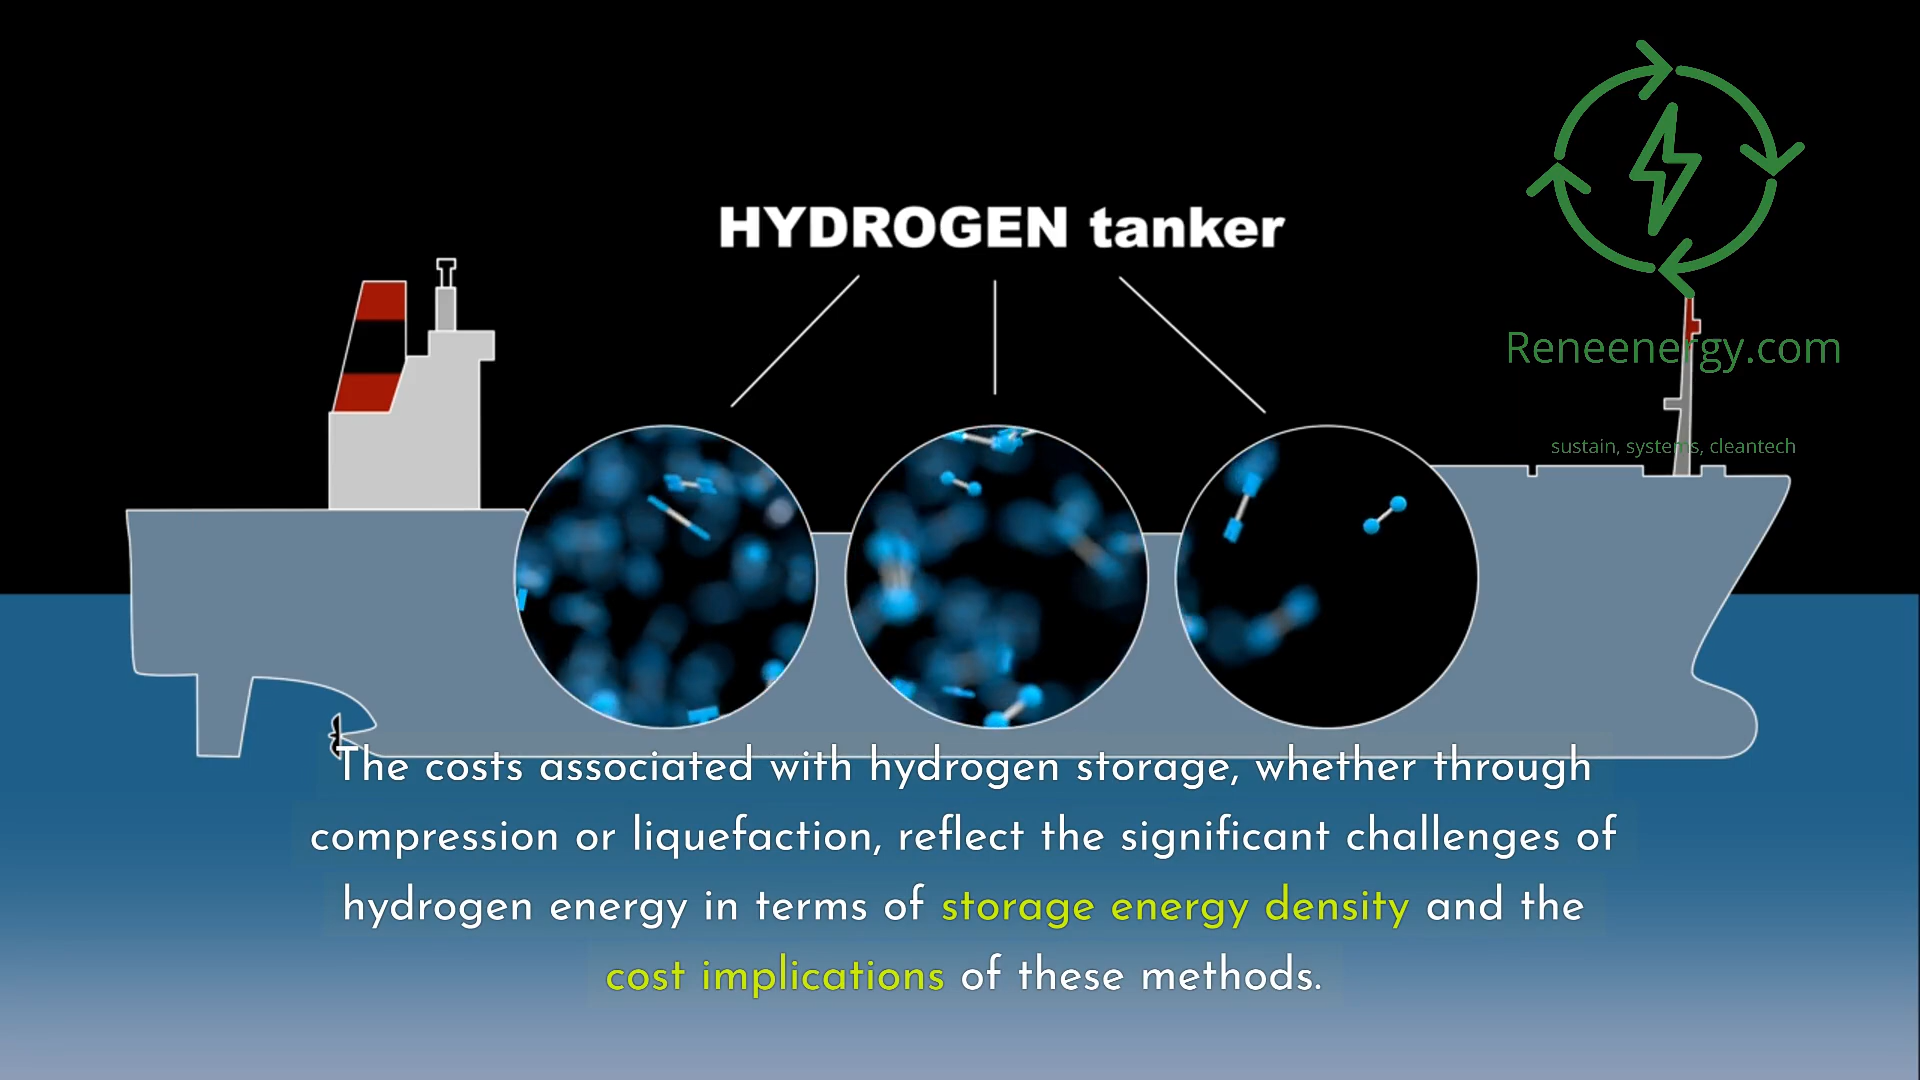 HYDROGEN tanker
Reneenergy.com
sustain, systems, cleantech
The costs associated with hydrogen storage, whether through
compression or liquefaction, reflect the significant challenges of
hydrogen energy in terms of storage energy density and the
cost implications of these methods.